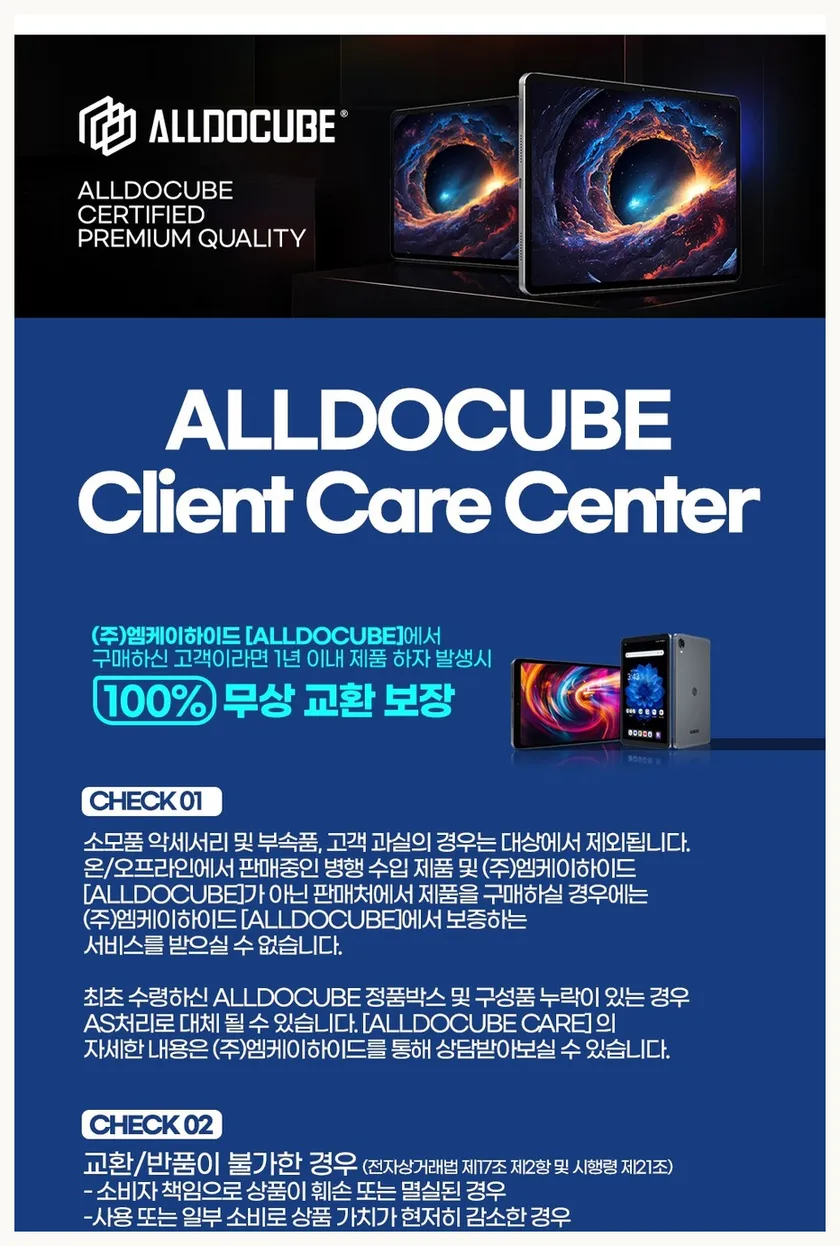 ALLDOCUBE®
ALLDOCUBE
CERTIFIED
PREMIUM QUALITY
ALLDOCUBE
Client Care Center
(주)엠케이하이드 [ALLDOCUBE]에서
구매하신 고객이라면 1년 이내 제품 하자 발생시
100% 무상 교환 보장
3:43
CHECK 01
소모품 악세서리 및 부속품, 고객 과실의 경우는 대상에서 제외됩니다.
온/오프라인에서 판매중인 병행 수입 제품 및 (주)엠케이하이드
[ALLDOCUBE]가 아닌 판매처에서 제품을 구매하실 경우에는
(주)엠케이하이드 [ALLDOCUBE]에서 보증하는
서비스를 받으실 수 없습니다.
최초 수령하신 ALLDOCUBE 정품박스 및 구성품 누락이 있는 경우
AS처리로 대체 될 수 있습니다. [ALLDOCUBE CARE] 의
자세한 내용은 (주)엠케이하이드를 통해 상담받아보실 수 있습니다.
CHECK 02
교환/반품이 불가한 경우 (전자상거래법 제17조 제2항 및 시행령 제21조)
- 소비자 책임으로 상품이 훼손 또는 멸실된 경우
-사용 또는 일부 소비로 상품 가치가 현저히 감소한 경우